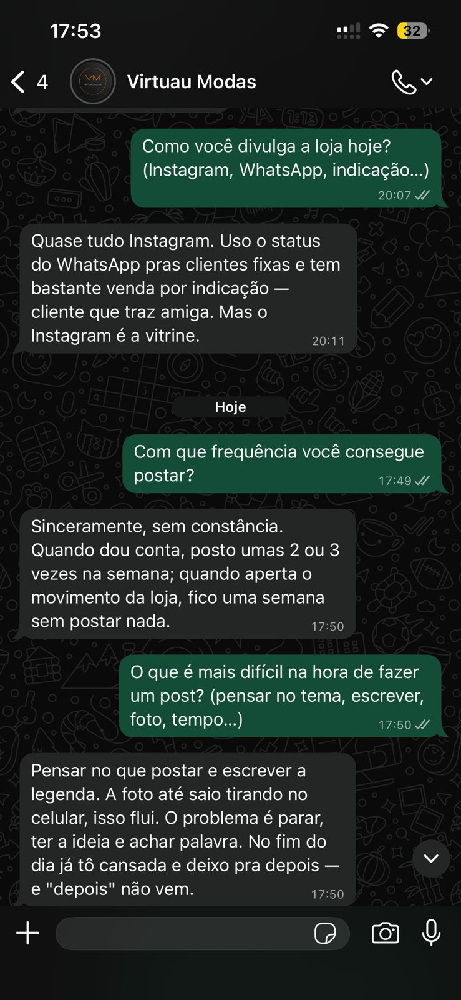 17:53
32
4
VM
Virtuau Modas
Como você divulga a loja hoje?
(Instagram, WhatsApp, indicação...)
20:07
Quase tudo Instagram. Uso o status
do WhatsApp pras clientes fixas e tem
bastante venda por indicação —
cliente que traz amiga. Mas o
Instagram é a vitrine.
20:11
Hoje
Com que frequência você consegue
postar?
17:49
Sinceramente, sem constância.
Quando dou conta, posto umas 2 ou 3
vezes na semana; quando aperta o
movimento da loja, fico uma semana
sem postar nada.
17:50
O que é mais difícil na hora de fazer
um post? (pensar no tema, escrever,
foto, tempo...)
17:50
Pensar no que postar e escrever a
legenda. A foto até saio tirando no
celular, isso flui. O problema é parar,
ter a ideia e achar palavra. No fim do
dia já tô cansada e deixo pra depois —
e "depois" não vem.
17:50